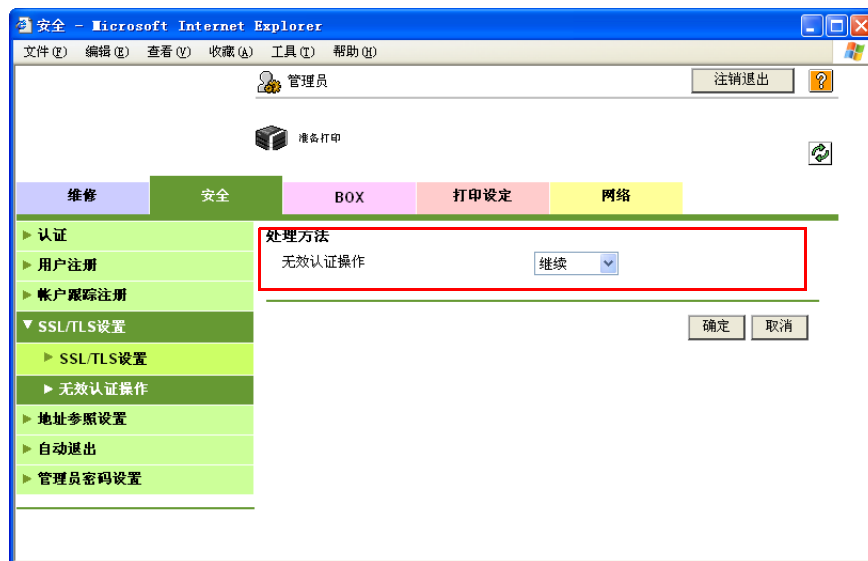 安全 - Microsoft Internet Explorer
文件(F) 编辑(E) 查看(V) 收藏(A) 工具(T) 帮助(H)
管理员 注销退出 ?
准备打印
维修 安全 BOX 打印设定 网络
认证
用户注册
帐户跟踪注册
SSL/TLS设置
SSL/TLS设置
无效认证操作
地址参照设置
自动退出
管理员密码设置
处理方法
无效认证操作 继续
确定 取消